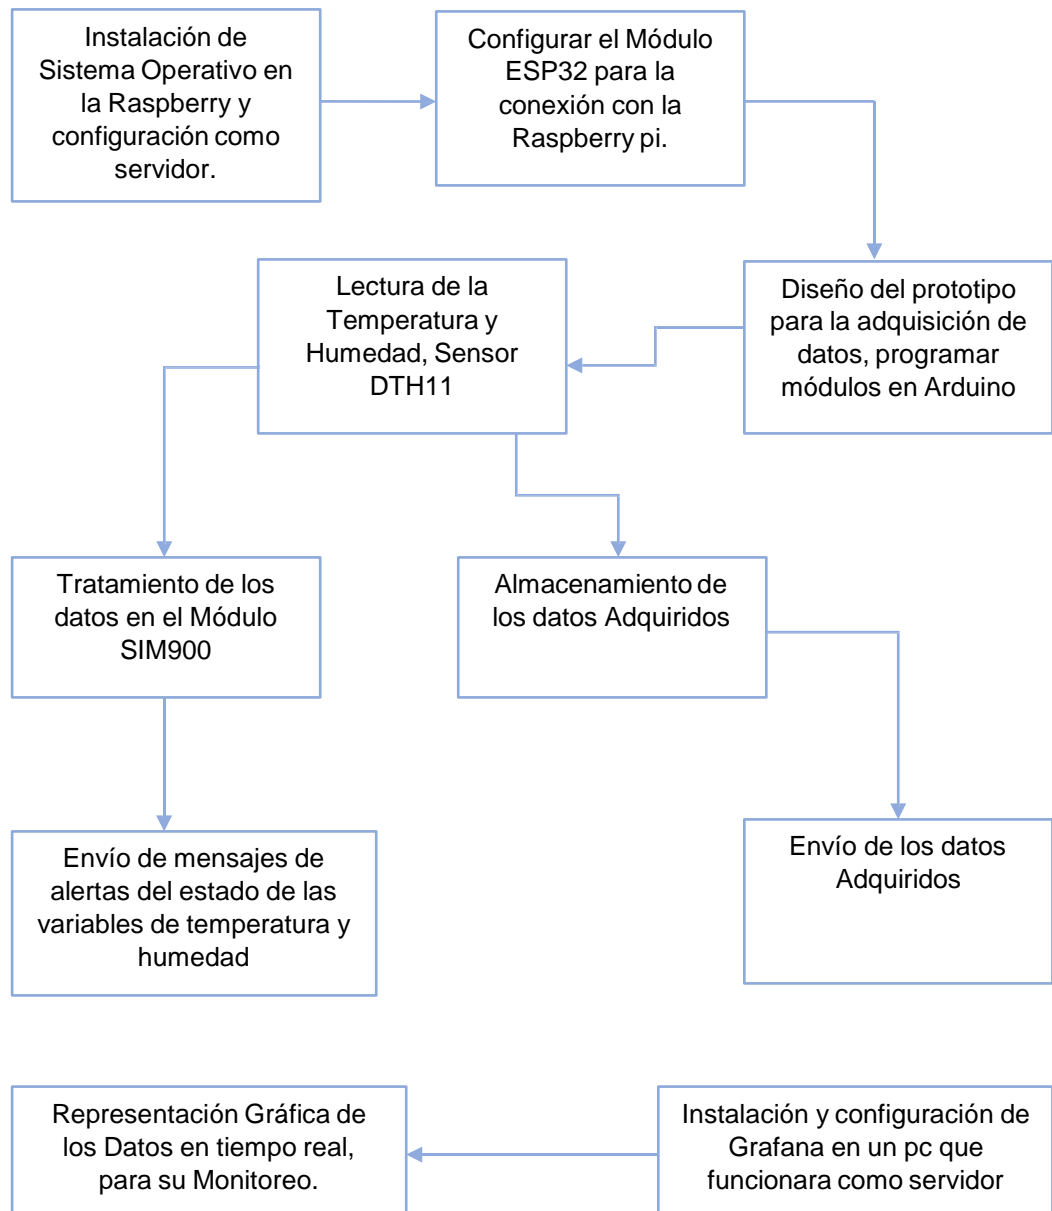 Instalación de
Sistema Operativo en
la Raspberry y
configuración como
servidor.
Configurar el Módulo
ESP32 para la
conexión con la
Raspberry pi.
Diseño del prototipo
para la adquisición de
datos, programar
módulos en Arduino
Lectura de la
Temperatura y
Humedad, Sensor
DTH11
Tratamiento de los
datos en el Módulo
SIM900
Almacenamiento de
los datos Adquiridos
Envío de mensajes de
alertas del estado de las
variables de temperatura y
humedad
Envío de los datos
Adquiridos
Instalación y configuración de
Grafana en un pc que
funcionara como servidor
Representación Gráfica de
los Datos en tiempo real,
para su Monitoreo.